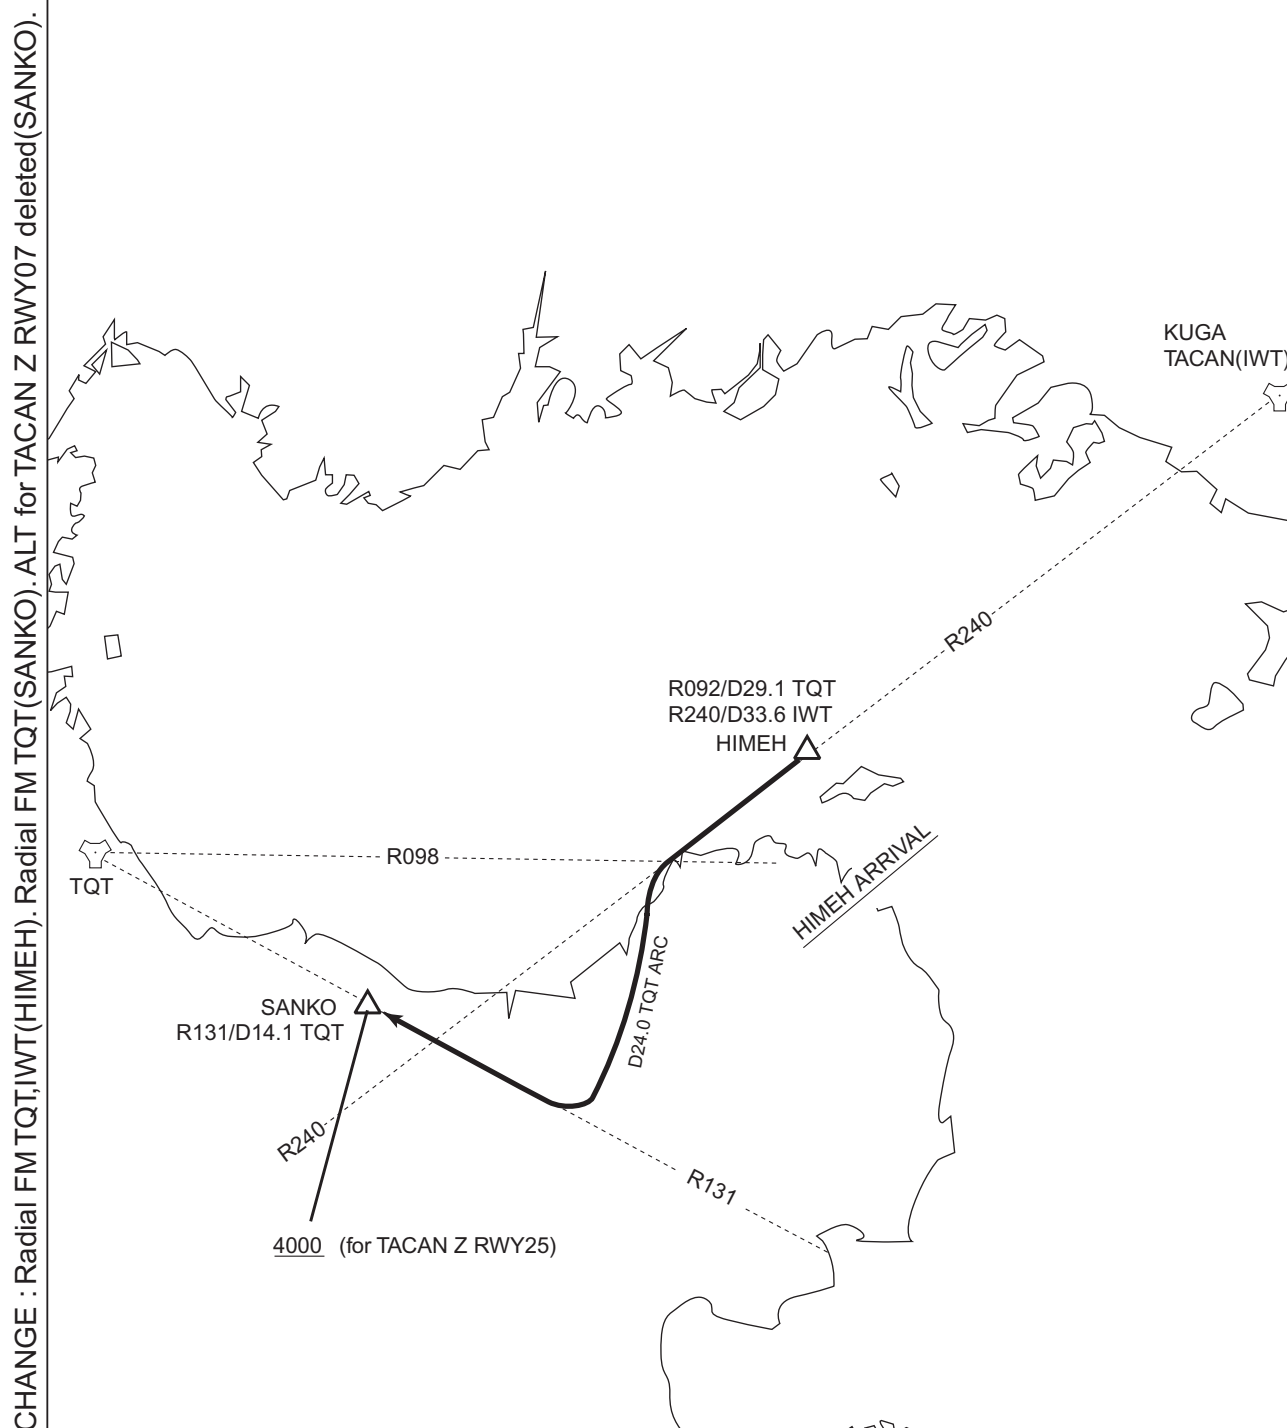 CHANGE : Radial FM TQT,IWT(HIMEH). Radial FM TQT(SANKO). ALT for TACAN Z RWY07 deleted(SANKO).
KUGA
TACAN(IWT)
R240
R092/D29.1 TQT
R240/D33.6 IWT
HIMEH
R098
TQT
HIMEH ARRIVAL
D24.0 TQT ARC
SANKO
R131/D14.1 TQT
R240
R131
4000 (for TACAN Z RWY25)